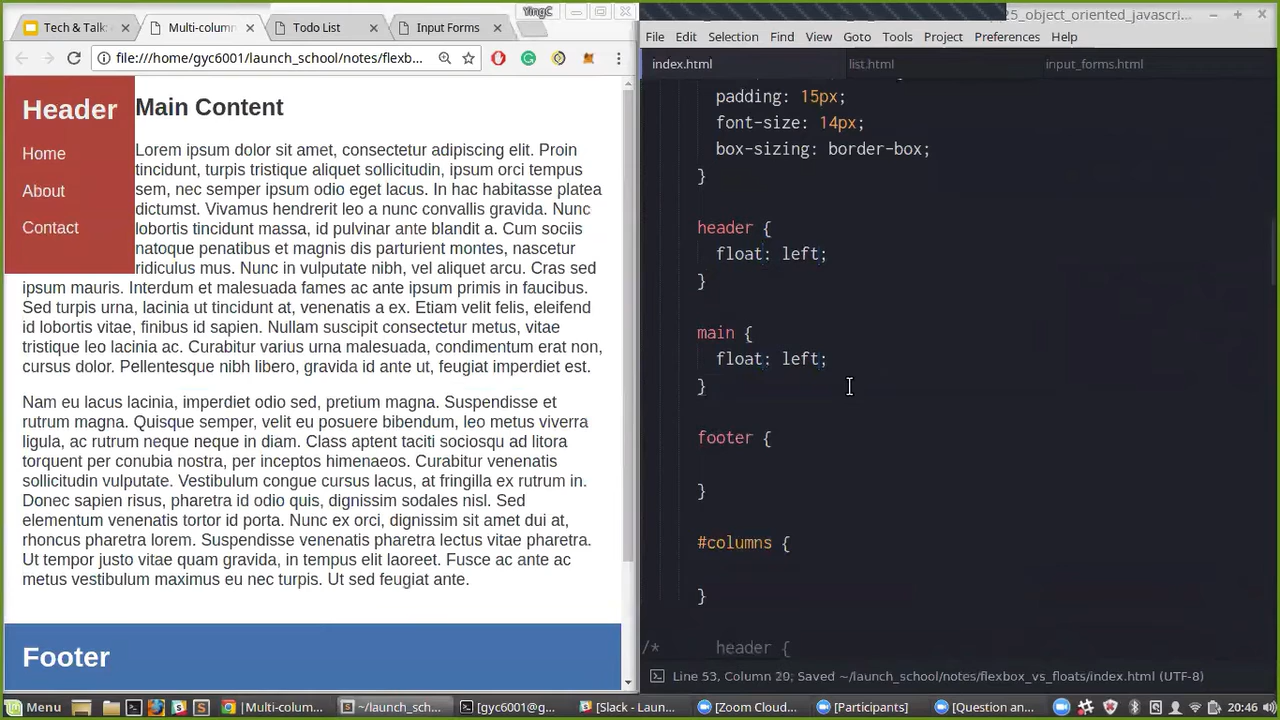 YingC
Tech & Talk
Multi-column
Todo List
Input Forms
file:///home/gyc6001/launch_school/notes/flexb...
Header
Home
About
Contact
Main Content
Lorem ipsum dolor sit amet, consectetur adipiscing elit. Proin
tincidunt, turpis tristique aliquet sollicitudin, ipsum orci tempus
sem, nec semper ipsum odio eget lacus. In hac habitasse platea
dictumst. Vivamus hendrerit leo a nunc convallis gravida. Nunc
lobortis tincidunt massa, id pulvinar ante blandit a. Cum sociis
natoque penatibus et magnis dis parturient montes, nascetur
ridiculus mus. Nunc in vulputate nibh, vel aliquet arcu. Cras sed
ipsum mauris. Interdum et malesuada fames ac ante ipsum primis in faucibus.
Sed turpis urna, lacinia ut tincidunt at, venenatis a ex. Etiam velit felis, eleifend
id lobortis vitae, finibus id sapien. Nullam suscipit consectetur metus, vitae
tristique leo lacinia ac. Curabitur varius urna malesuada, condimentum erat non,
cursus dolor. Pellentesque nibh libero, gravida id ante ut, feugiat imperdiet est.
Nam eu lacus lacinia, imperdiet odio sed, pretium magna. Suspendisse et
rutrum magna. Quisque semper, velit eu posuere bibendum, leo metus viverra
ligula, ac rutrum neque neque in diam. Class aptent taciti sociosqu ad litora
torquent per conubia nostra, per inceptos himenaeos. Curabitur venenatis
sollicitudin vulputate. Vestibulum congue cursus lacus, at fringilla ex rutrum in.
Donec sapien risus, pharetra id odio quis, dignissim sodales nisl. Sed
elementum venenatis tortor id porta. Nunc ex orci, dignissim sit amet dui at,
rhoncus pharetra lorem. Suspendisse venenatis pharetra lectus vitae pharetra.
Ut tempor justo vitae quam gravida, in tempus elit laoreet. Fusce ac ante ac
metus vestibulum maximus eu nec turpis. Ut sed feugiat ante.
Footer
25_object_oriented_javascri...
File Edit Selection Find View Goto Tools Project Preferences Help
index.html
list.html
input_forms.html
padding: 15px;
font-size: 14px;
box-sizing: border-box;
}
header {
float: left;
}
main {
float: left;
}
footer {
}
#columns {
}
/* header {
Line 53, Column 20; Saved ~/launch_school/notes/flexbox_vs_floats/index.html (UTF-8)
Menu
[Multi-colum...
~/launch_sch...
[gyc6001@g...
[Slack - Laun...
[Zoom Cloud...
[Participants]
[Question an...
20:46